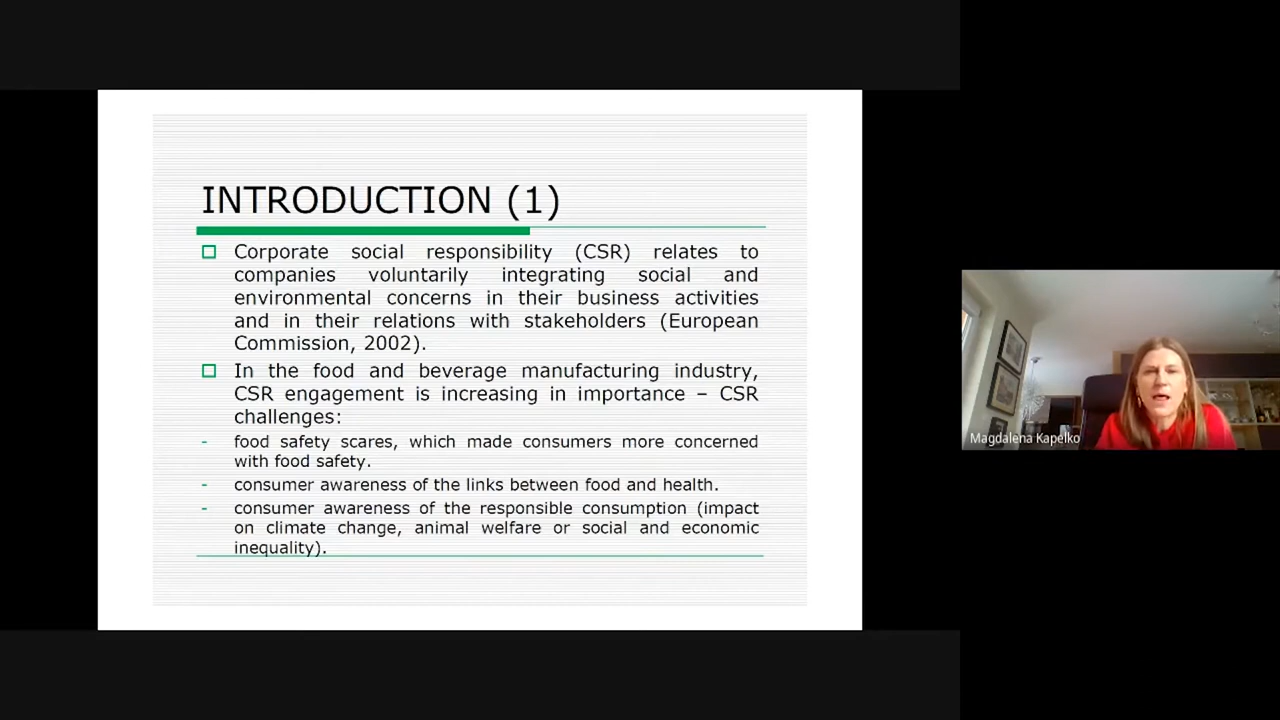 INTRODUCTION (1)
Corporate social responsibility (CSR) relates to
companies voluntarily integrating social and
environmental concerns in their business activities
and in their relations with stakeholders (European
Commission, 2002).
In the food and beverage manufacturing industry,
CSR engagement is increasing in importance – CSR
challenges:
- food safety scares, which made consumers more concerned
with food safety.
- consumer awareness of the links between food and health.
- consumer awareness of the responsible consumption (impact
on climate change, animal welfare or social and economic
inequality).
Magdalena Kapelko